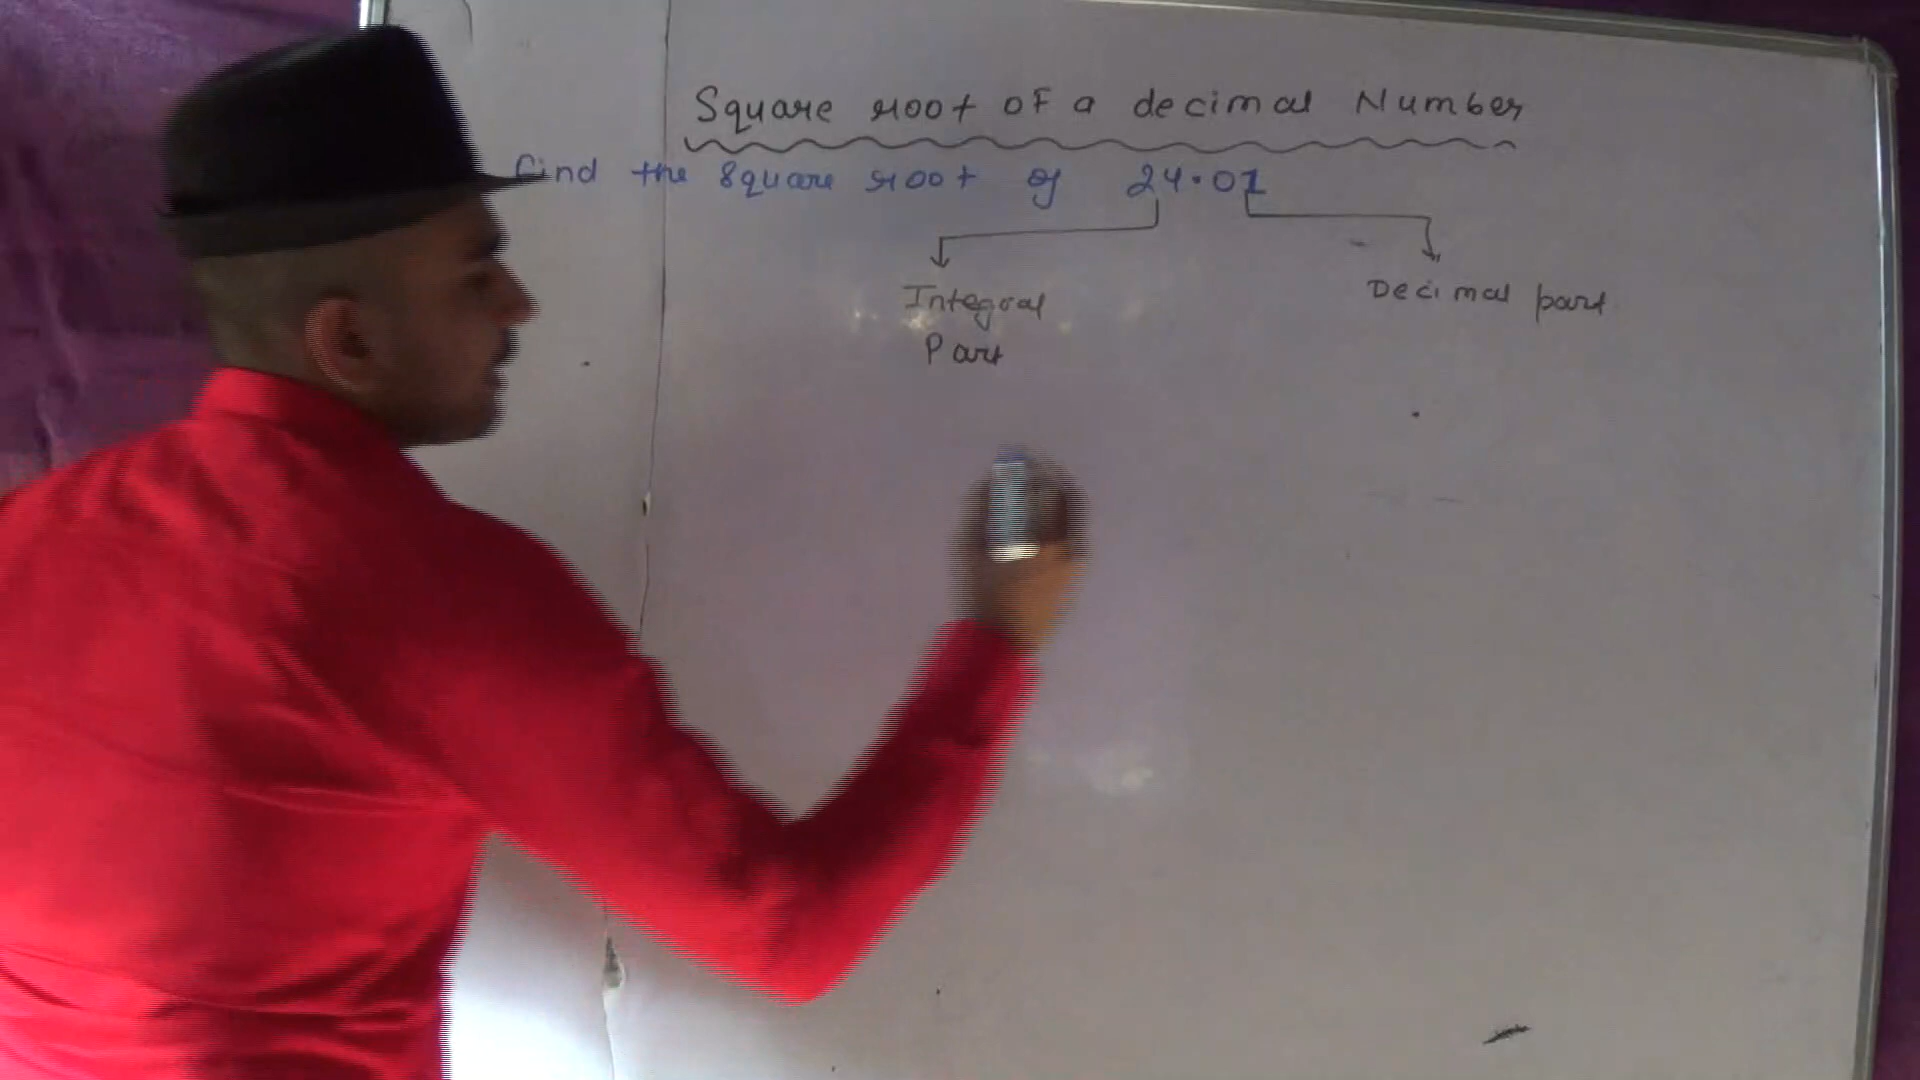 Square root of a decimal Number
find the square root of 24.01
Integral
Part
Decimal part